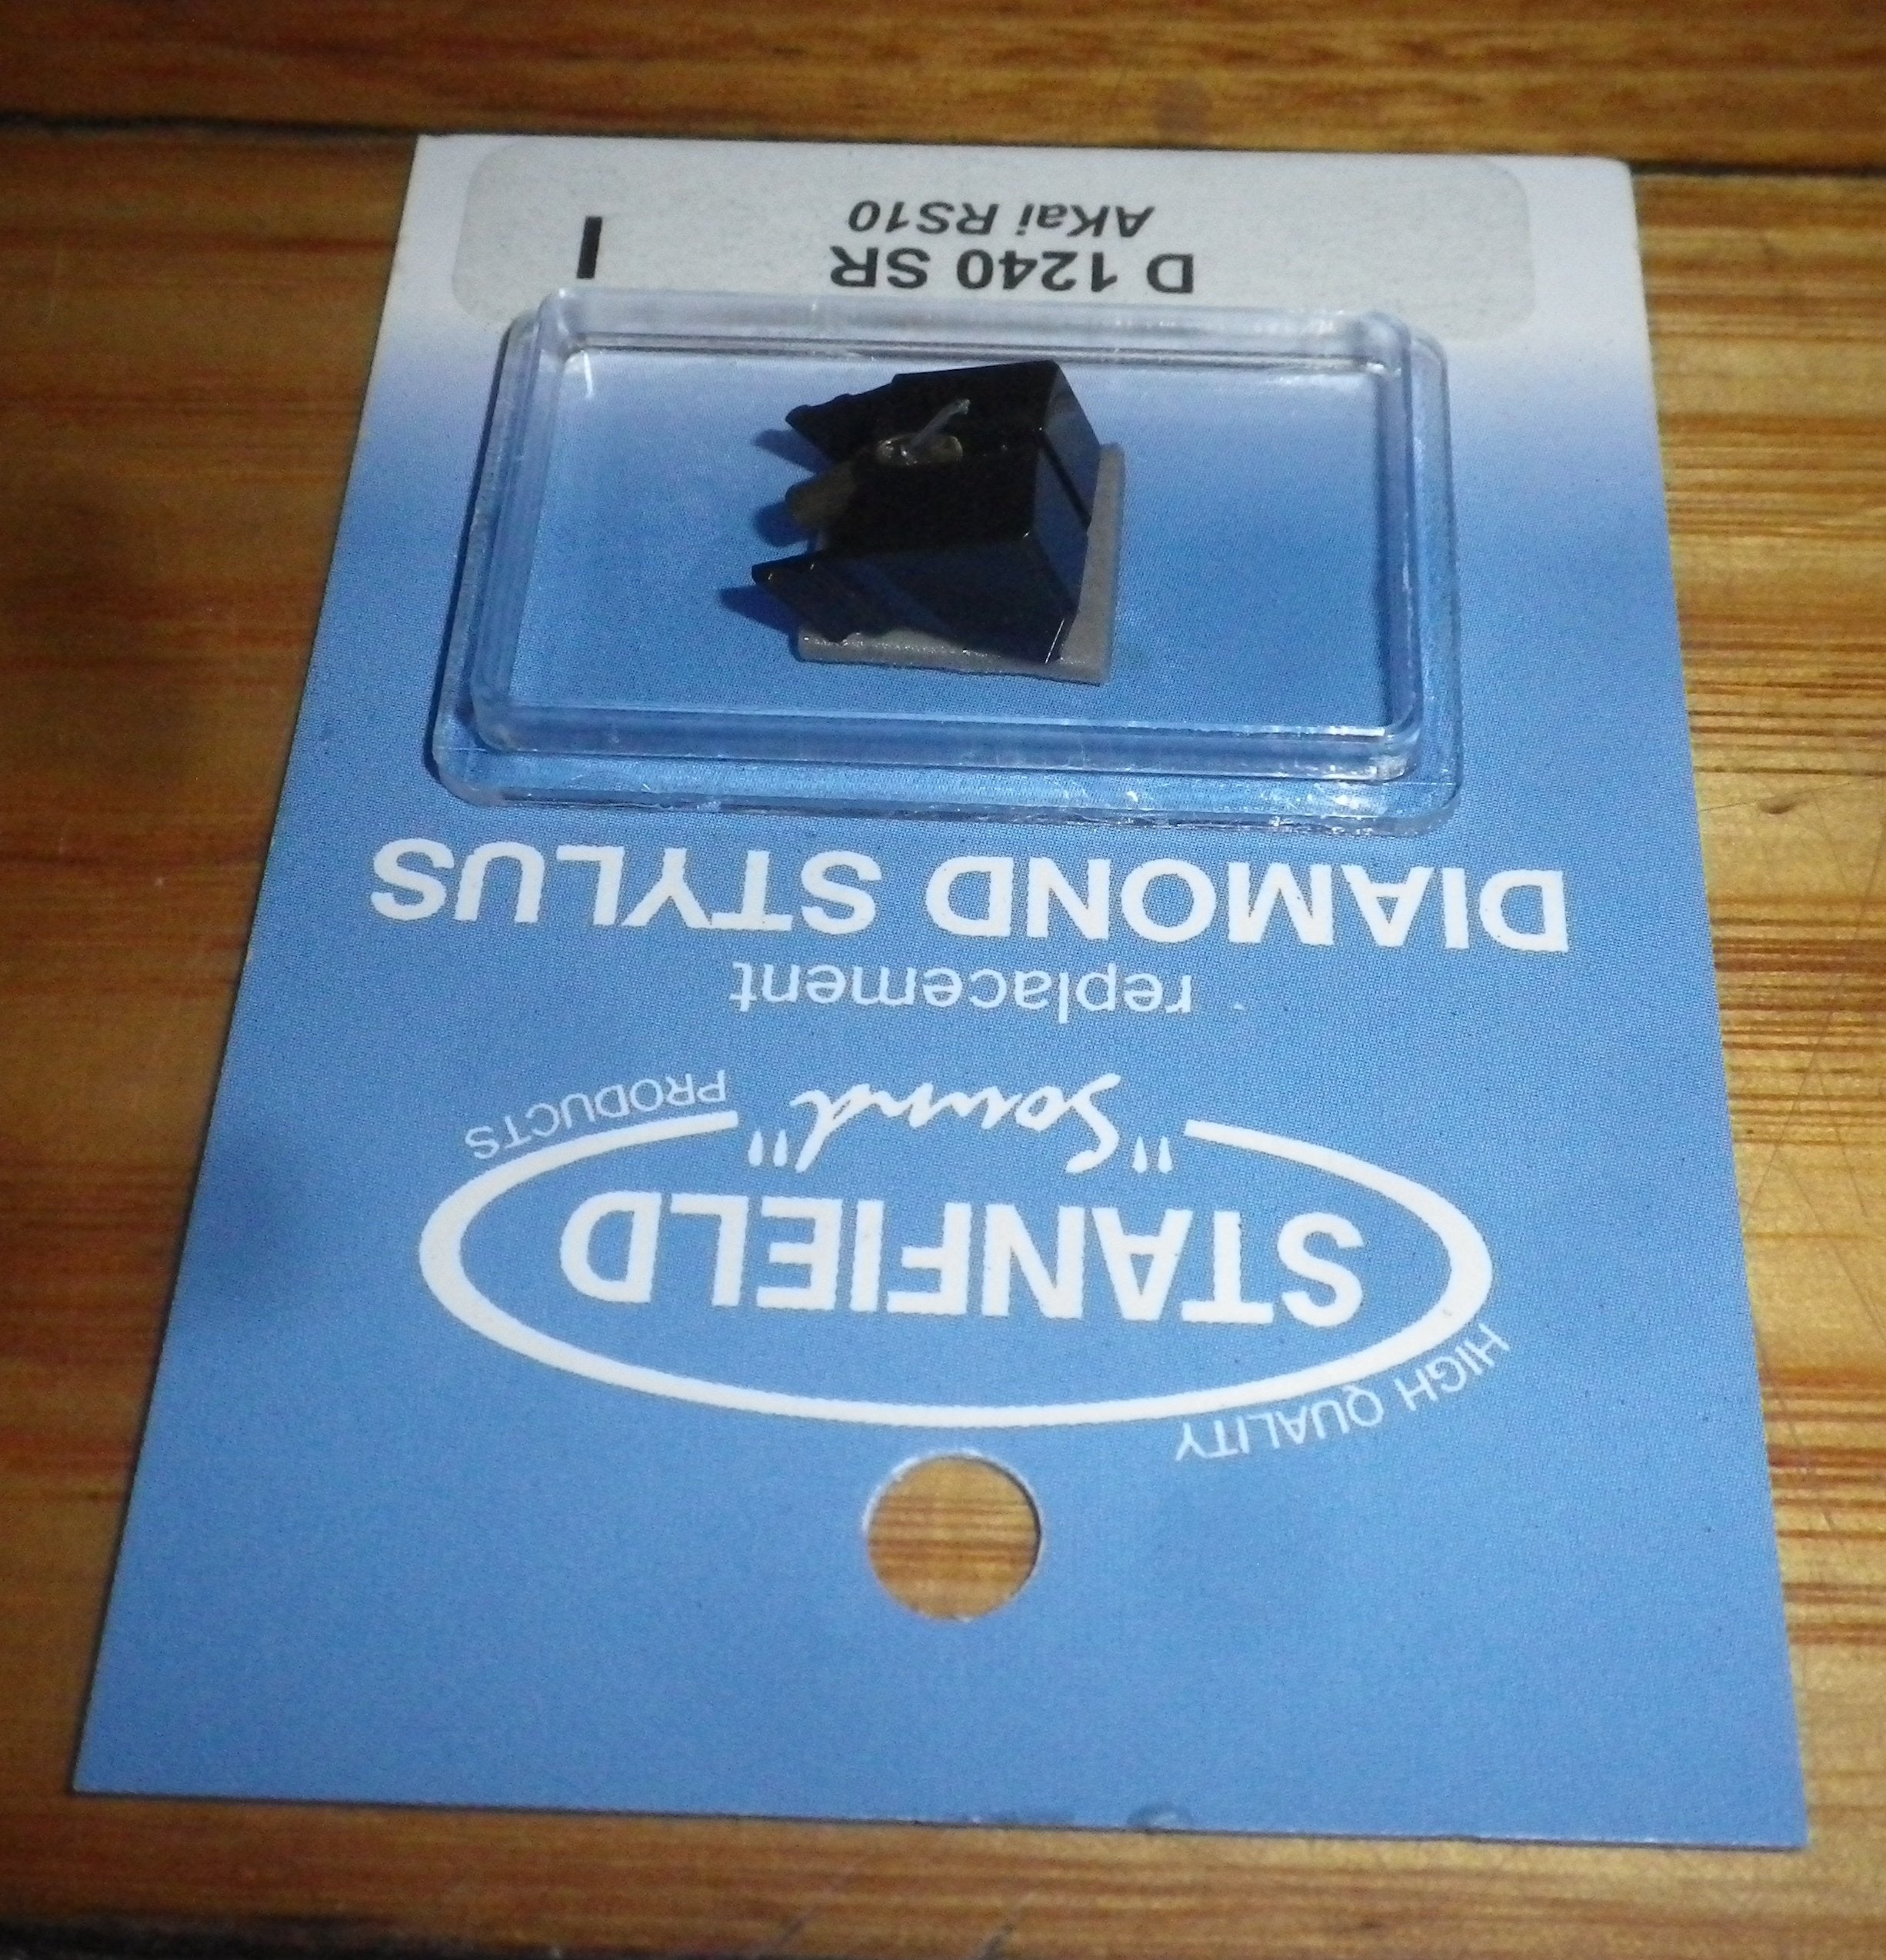 HIGH QUALITY
STANFIELD
"Sound"
PRODUCTS
replacement
DIAMOND STYLUS
D 1240 SR
AKai RS10
I